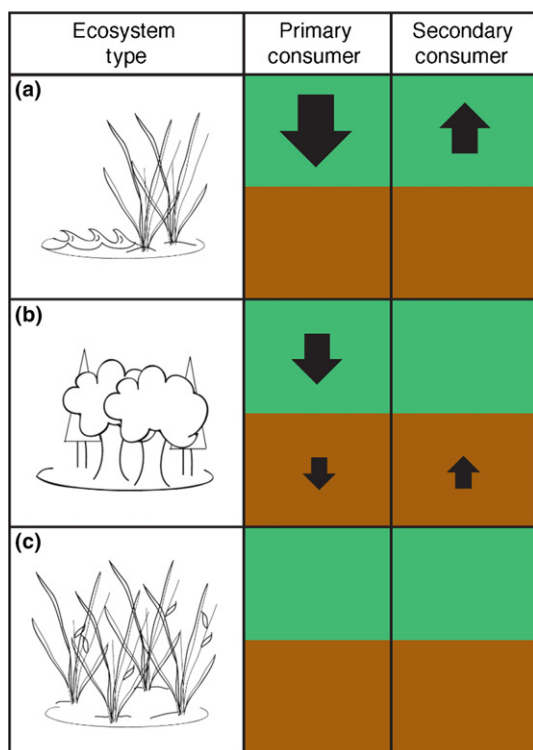 Ecosystem
type
Primary
consumer
Secondary
consumer
(a)
(b)
(c)